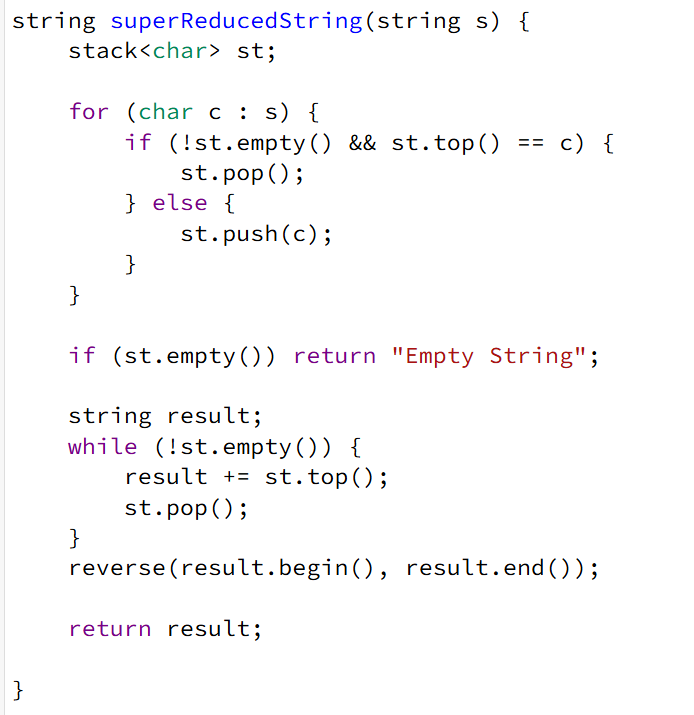 string superReducedString(string s) {
    stack<char> st;

    for (char c : s) {
        if (!st.empty() && st.top() == c) {
            st.pop();
        } else {
            st.push(c);
        }
    }

    if (st.empty()) return "Empty String";

    string result;
    while (!st.empty()) {
        result += st.top();
        st.pop();
    }
    reverse(result.begin(), result.end());

    return result;

}